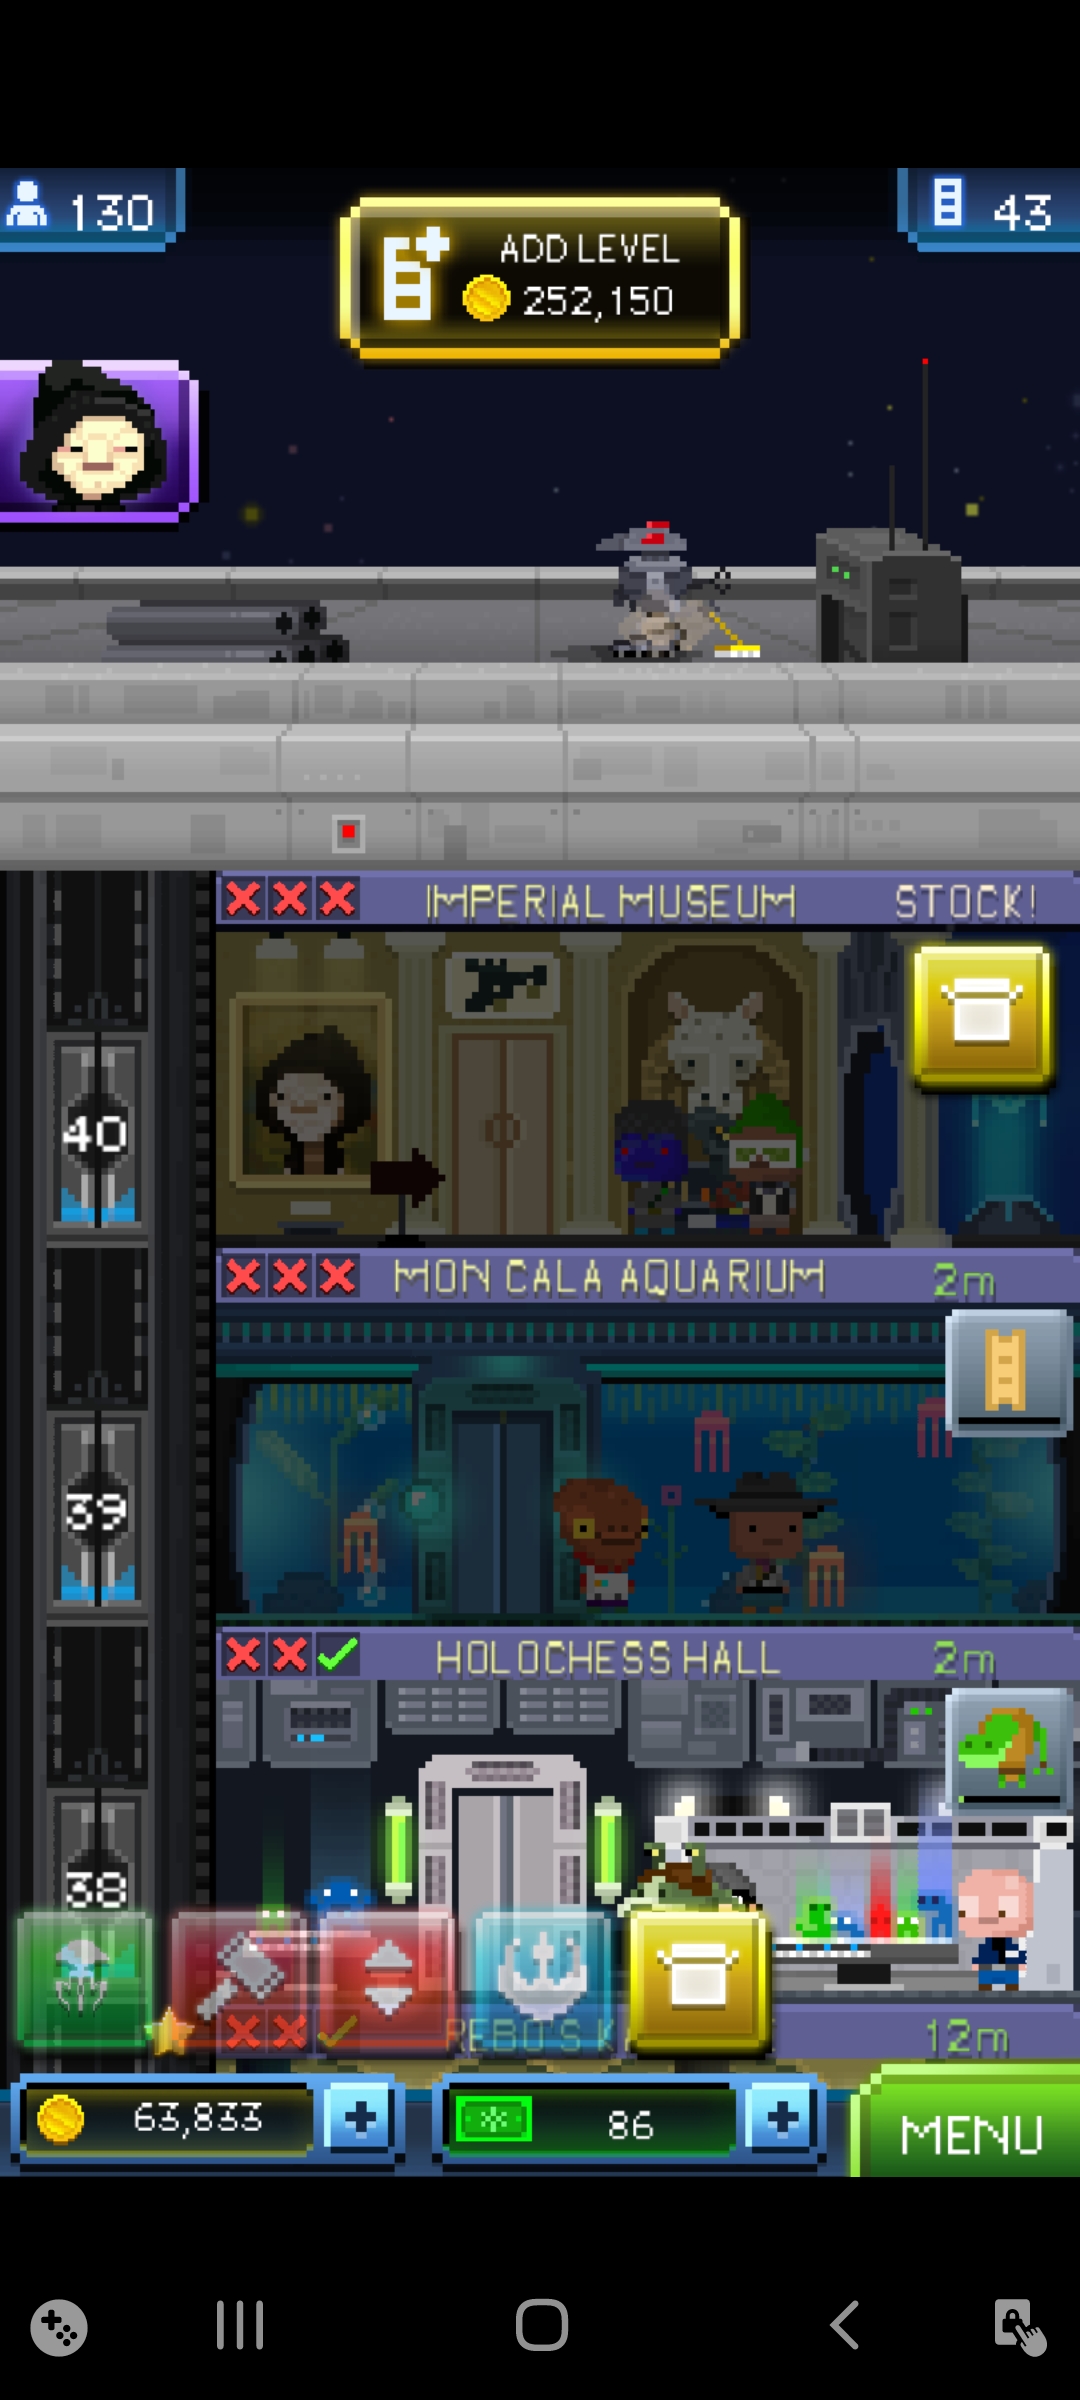 130
ADD LEVEL
252,150
43
IMPERIAL MUSEUM STOCK!
40
MON CALA AQUARIUM 2m
39
HOLOCHESS HALL 2m
38
REBO'S 12m
63,833
86
MENU